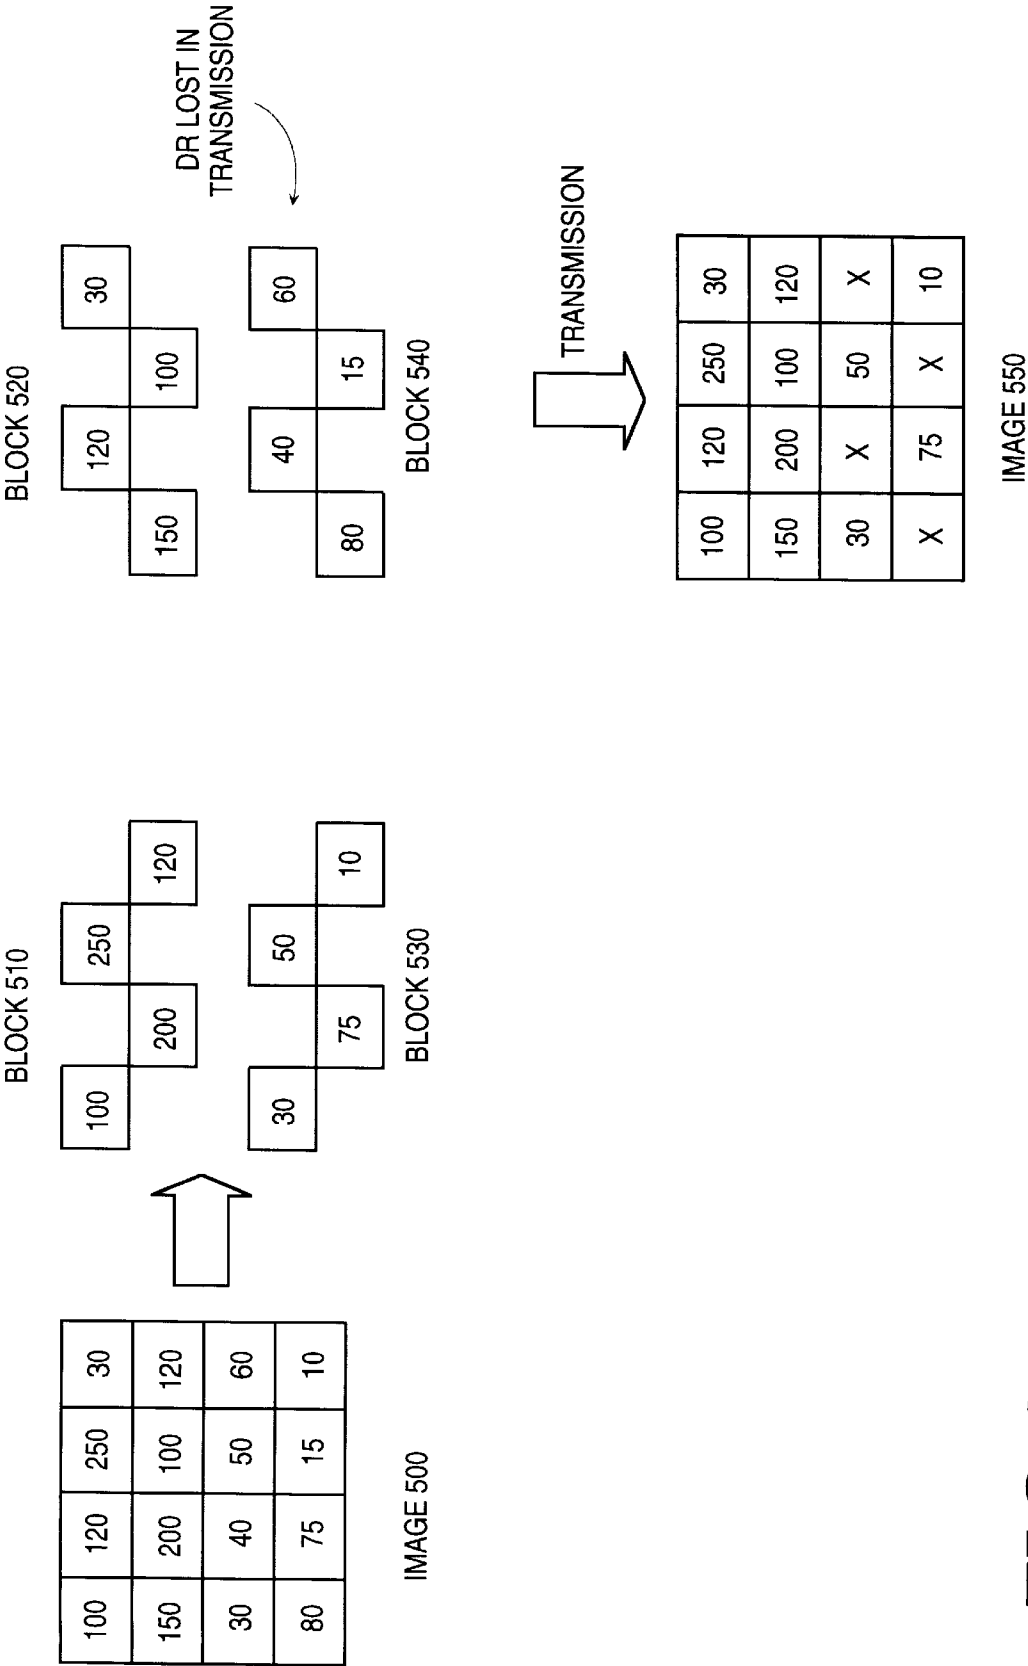 BLOCK 510
100 250
200 120
BLOCK 520
120 30
150 100
DR LOST IN
TRANSMISSION
100 120 250 30
150 200 100 120
30 40 50 60
80 75 15 10
IMAGE 500
30 50
75 10
BLOCK 530
40 60
80 15
BLOCK 540
TRANSMISSION
100 120 250 30
150 200 100 120
30 X 50 X
X 75 X 10
IMAGE 550